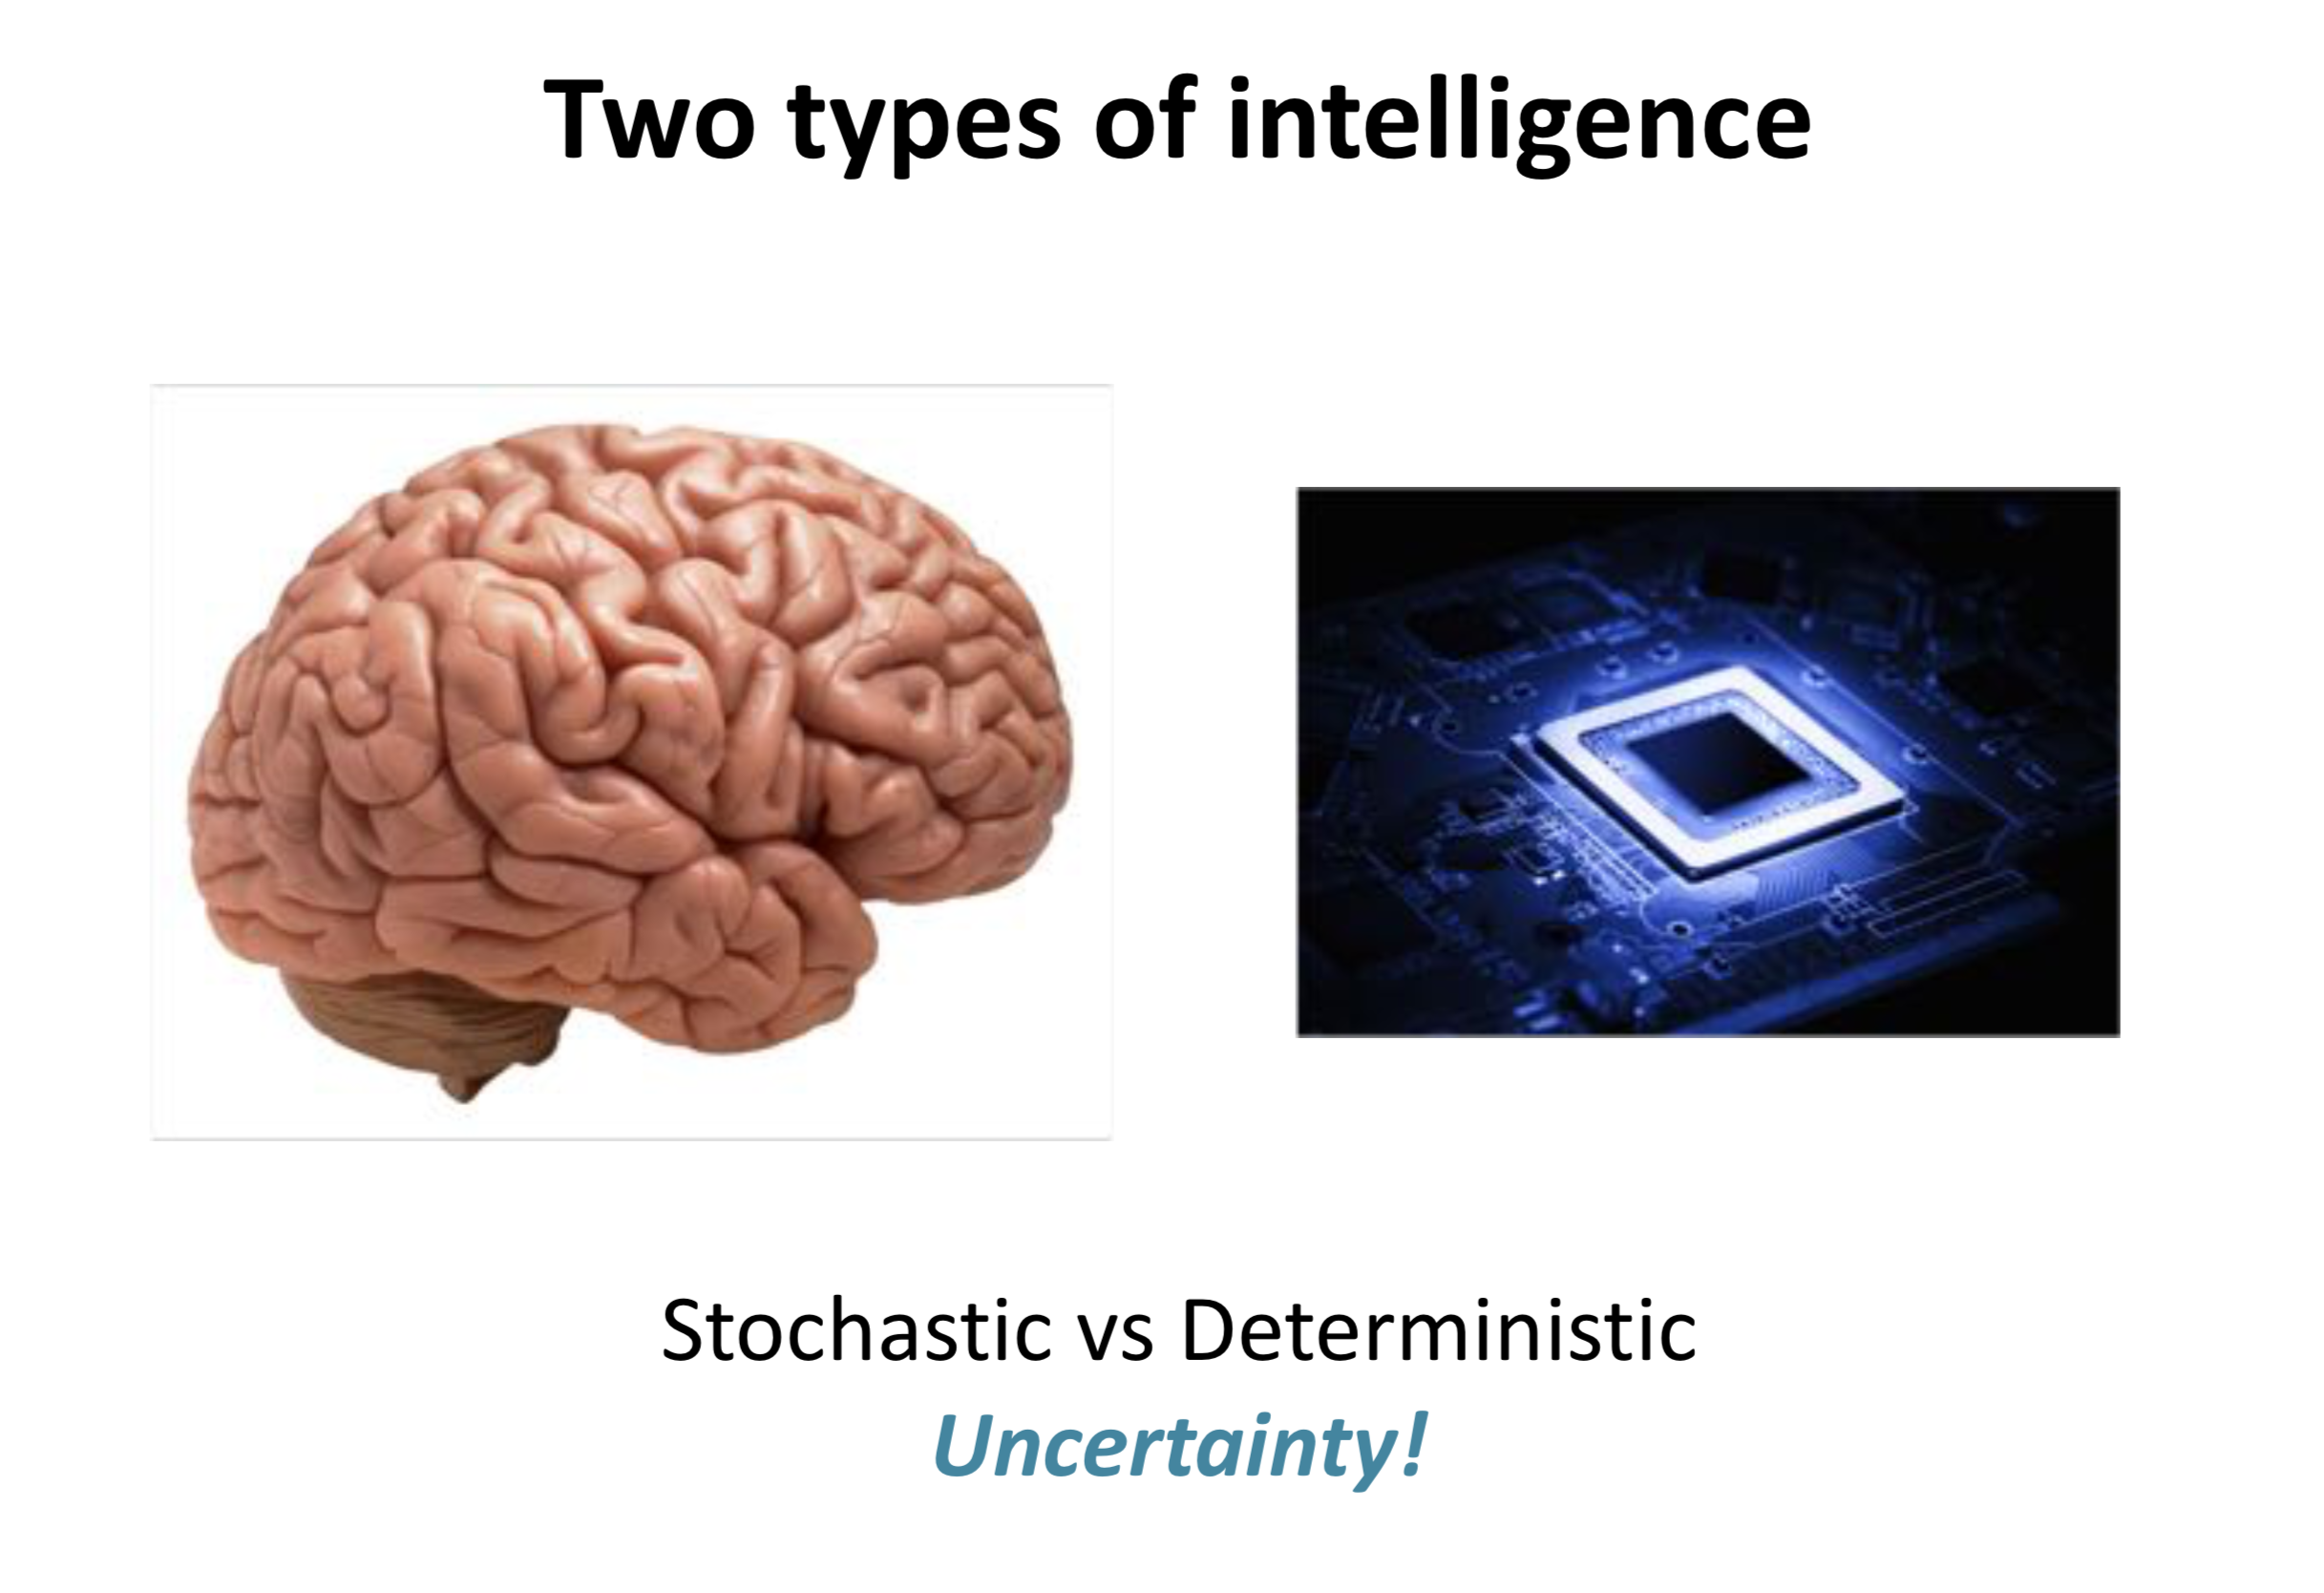 Two types of intelligence
Stochastic vs Deterministic
Uncertainty!